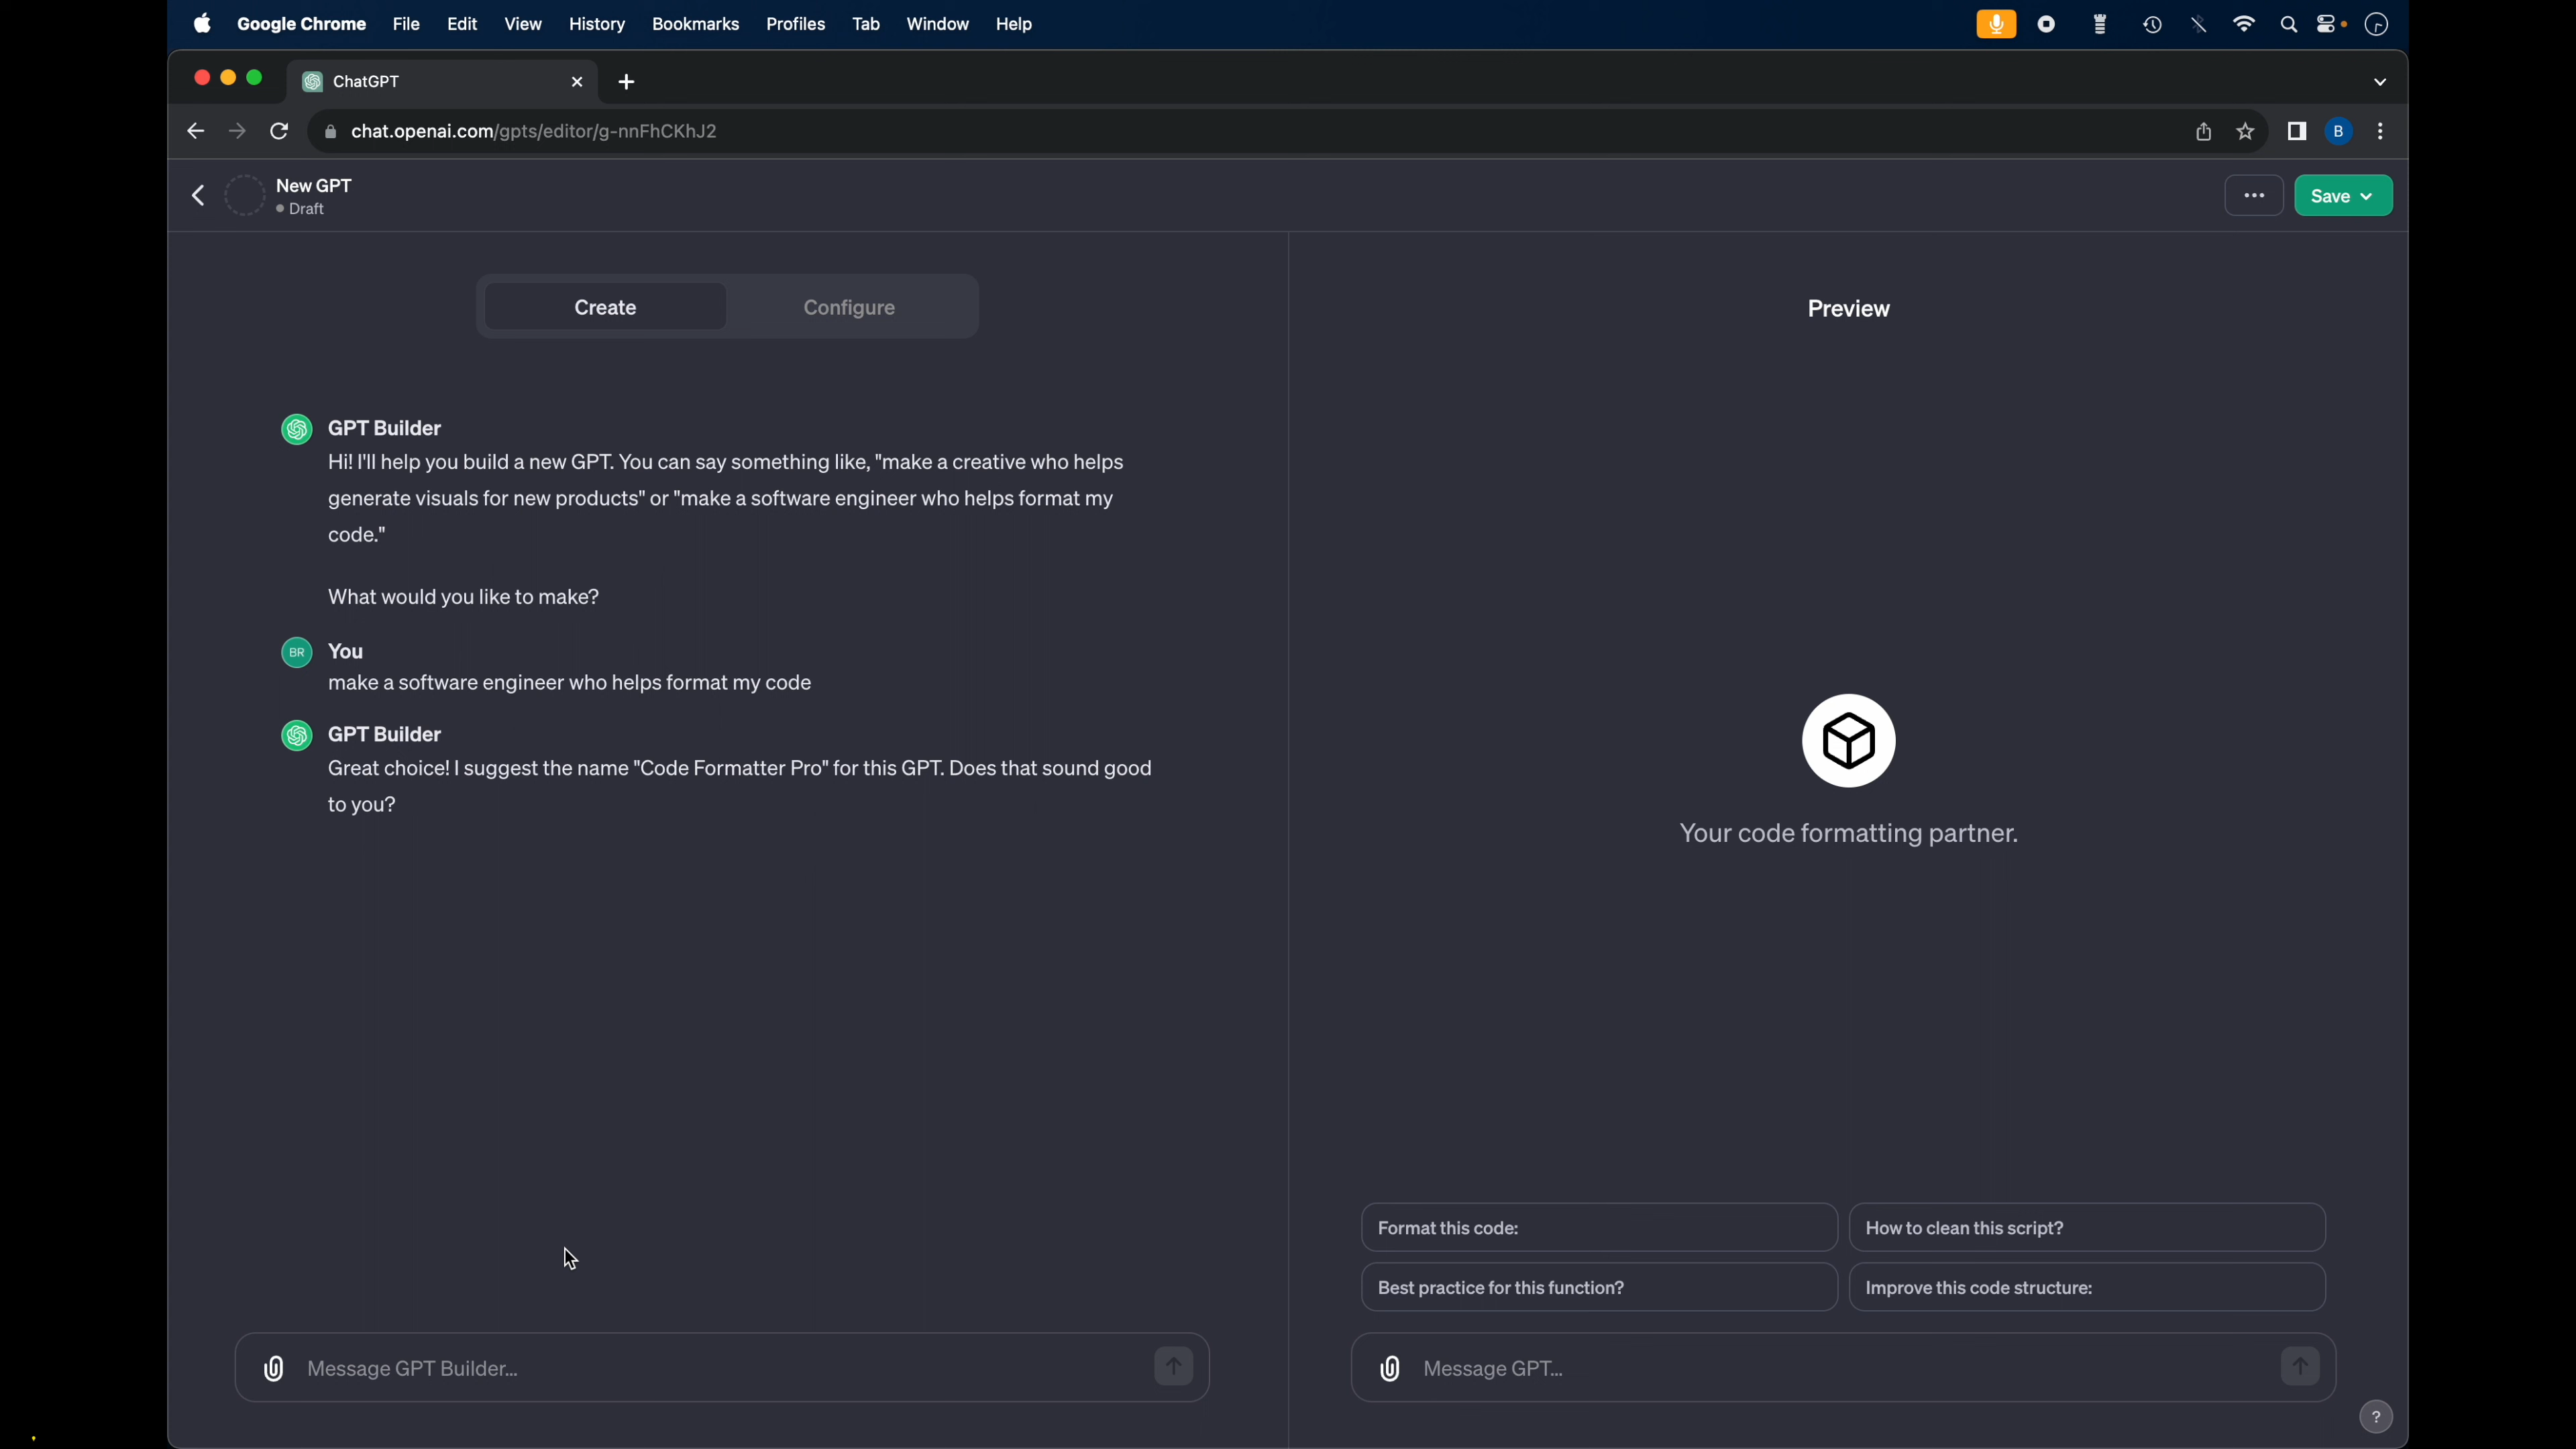 Google Chrome File Edit View History Bookmarks Profiles Tab Window Help
ChatGPT
chat.openai.com/gpts/editor/g-nnFhCKhJ2
B
New GPT
Draft
Save
Create
Configure
Preview
GPT Builder
Hi! I'll help you build a new GPT. You can say something like, "make a creative who helps
generate visuals for new products" or "make a software engineer who helps format my
code."
What would you like to make?
BR
You
make a software engineer who helps format my code
GPT Builder
Great choice! I suggest the name "Code Formatter Pro" for this GPT. Does that sound good
to you?
Message GPT Builder...
Your code formatting partner.
Format this code:
How to clean this script?
Best practice for this function?
Improve this code structure:
Message GPT...
?